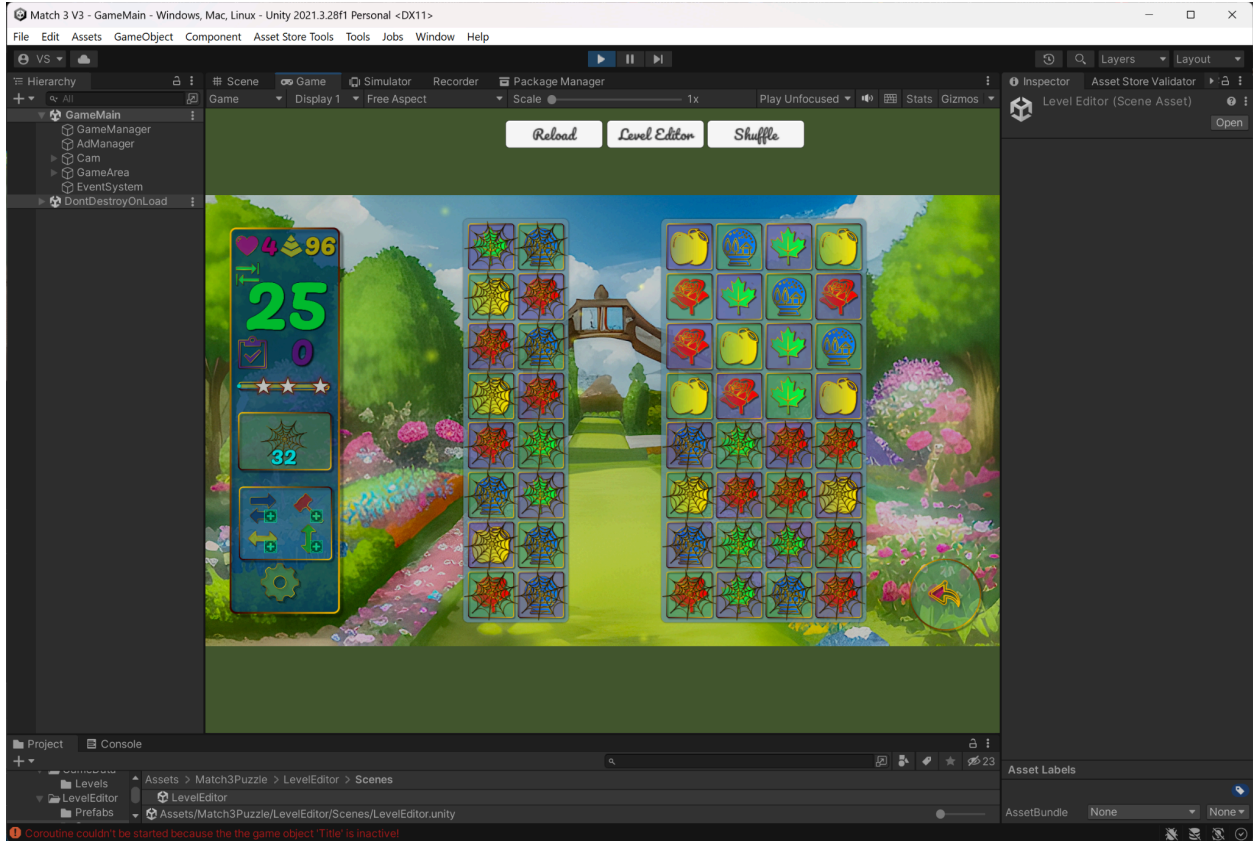 Match 3 V3 - GameMain - Windows, Mac, Linux - Unity 2021.3.28f1 Personal <DX11>
File Edit Assets GameObject Component Asset Store Tools Tools Jobs Window Help
VS Layers Layout
Hierarchy # Scene Game Simulator Recorder Package Manager Inspector Asset Store Validator
All Game Display 1 Free Aspect Scale 1x Play Unfocused Stats Gizmos
Level Editor (Scene Asset)
Open
GameMain
GameManager
AdManager
Cam
GameArea
EventSystem
DontDestroyOnLoad
Reload Level Editor Shuffle
4 96
25
0
32
Project Console
23
GameData
Levels
LevelEditor
Prefabs
Assets > Match3Puzzle > LevelEditor > Scenes
LevelEditor
Assets/Match3Puzzle/LevelEditor/Scenes/LevelEditor.unity
Asset Labels
AssetBundle None None
Coroutine couldn't be started because the the game object 'Title' is inactive!